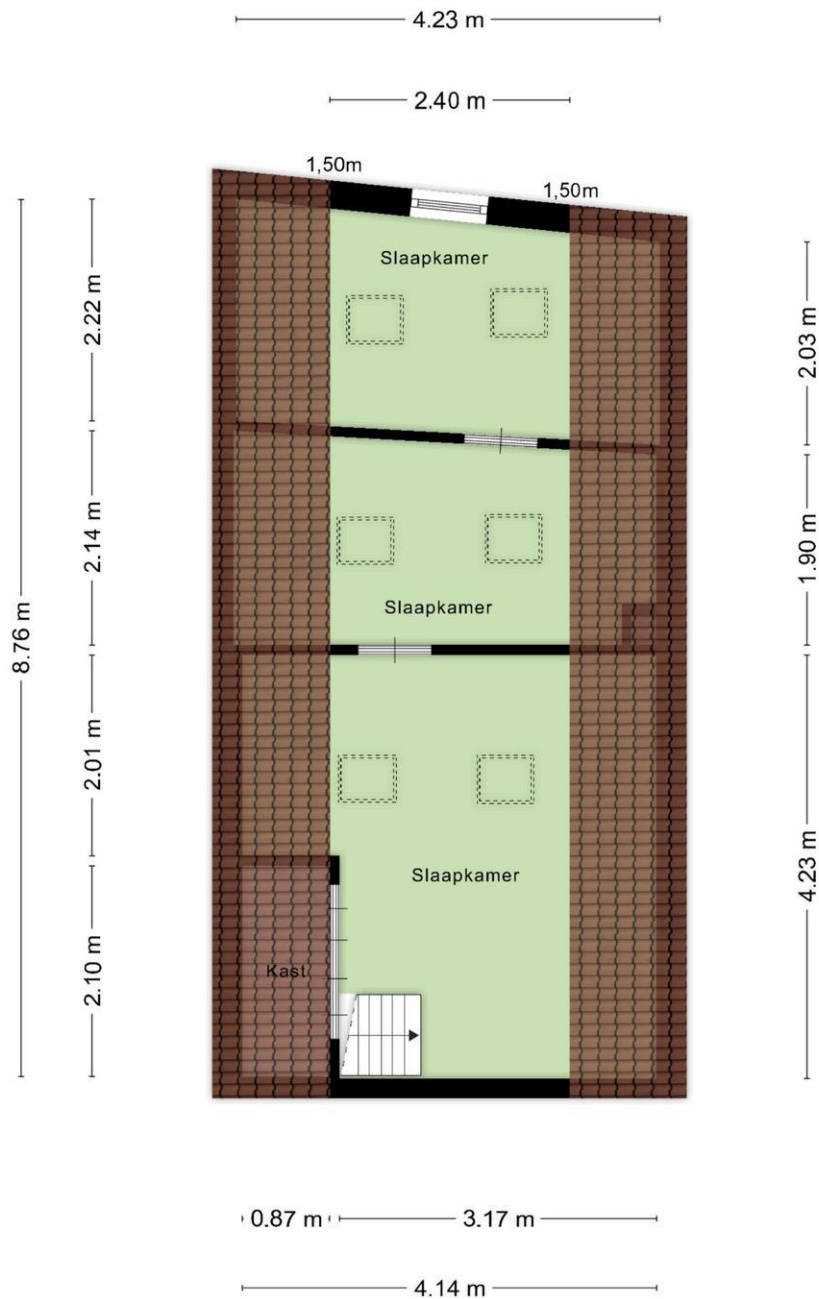 4.23 m
2.40 m
1,50m
1,50m
Slaapkamer
2.22 m
2.03 m
2.14 m
1.90 m
Slaapkamer
8.76 m
2.01 m
4.23 m
Slaapkamer
2.10 m
Kast
0.87 m
3.17 m
4.14 m